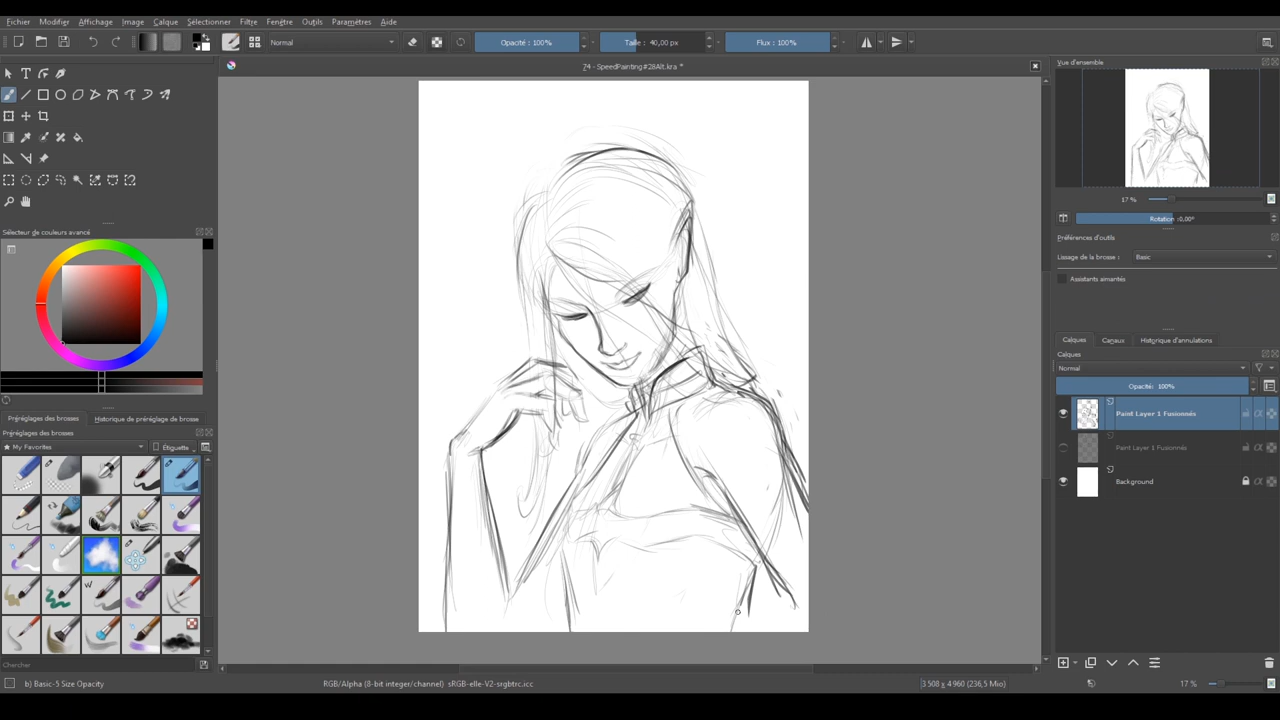 Fichier Modifier Affichage Image Calque Sélectionner Filtre Fenêtre Outils Paramètres Aide
Normal Opacité : 100% Taille : 40,00 px Flux : 100%
74 - SpeedPainting#28Alt.kra *
Vue d'ensemble
17 %
Rotation :0,00°
Sélecteur de couleurs avancé
Préférences d'outils
Lissage de la brosse : Basic
Assistants aimantés
Calques Canaux Historique d'annulations
Calques
Normal
Opacité: 100%
Paint Layer 1 Fusionnés
Paint Layer 1 Fusionnés
Background
Préréglages des brosses Historique de préréglage de brosse
Préréglages des brosses
My Favorites Étiquette
Chercher
b) Basic-5 Size Opacity RGB/Alpha (8-bit integer/channel) sRGB-elle-V2-srgbtrc.icc 3 508 x 4 960 (236,5 Mio) 17 %